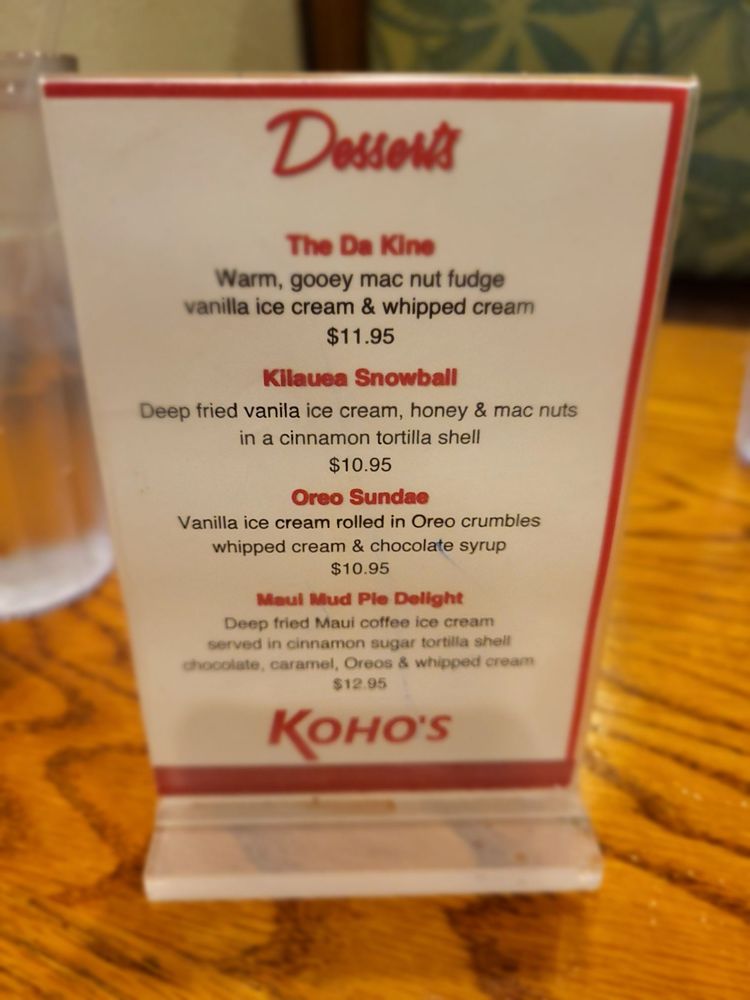 Desserts
The Da Kine
Warm, gooey mac nut fudge
vanilla ice cream & whipped cream
$11.95
Kilauea Snowball
Deep fried vanila ice cream, honey & mac nuts
in a cinnamon tortilla shell
$10.95
Oreo Sundae
Vanilla ice cream rolled in Oreo crumbles
whipped cream & chocolate syrup
$10.95
Maui Mud Pie Delight
Deep fried Maui coffee ice cream
served in cinnamon sugar tortilla shell
chocolate, caramel, Oreos & whipped cream
$12.95
KOHO'S